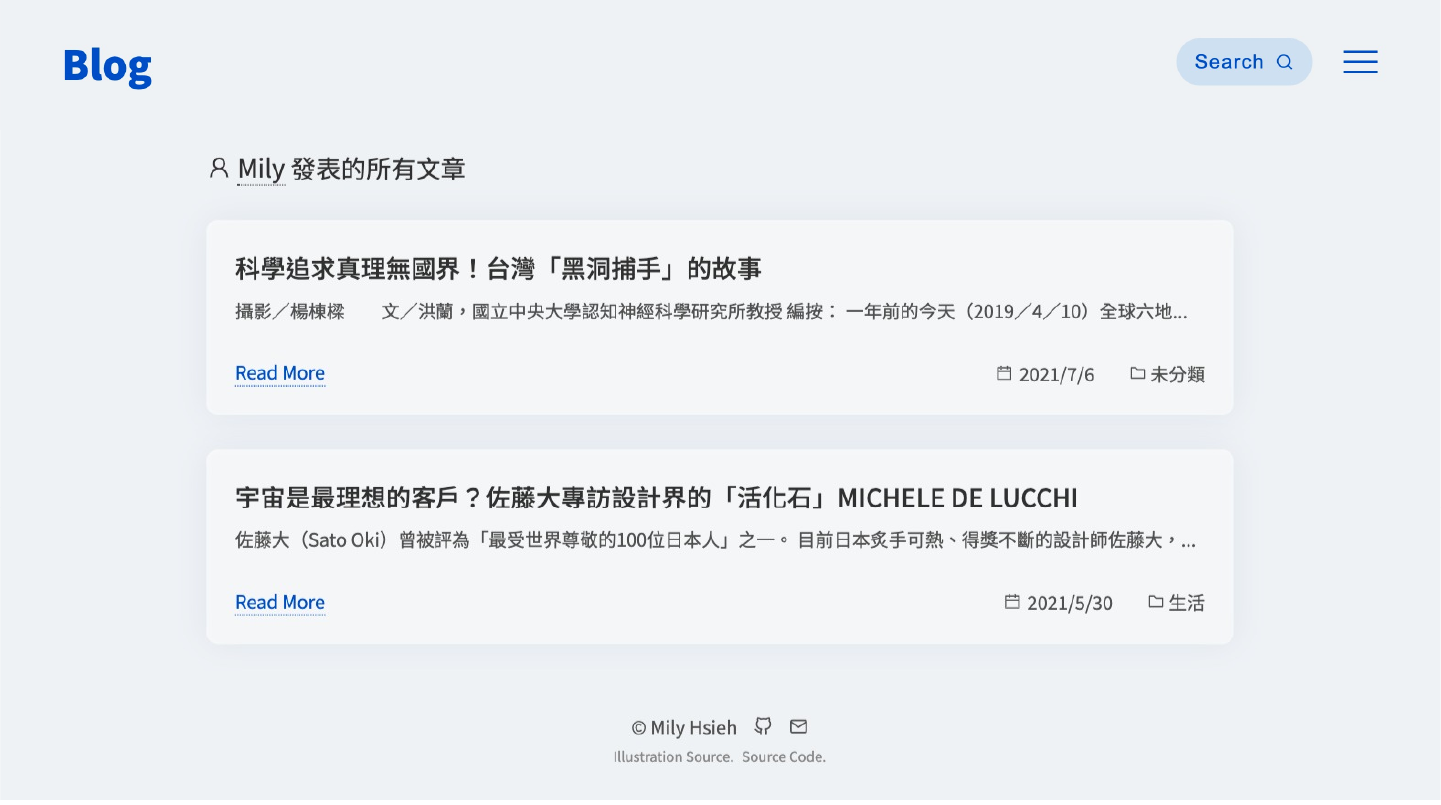 Blog
Search
Mily 發表的所有文章
科學追求真理無國界！台灣「黑洞捕手」的故事
攝影／楊棟樑　　文／洪蘭，國立中央大學認知神經科學研究所教授 編按： 一年前的今天（2019／4／10）全球六地...
Read More
2021/7/6
未分類
宇宙是最理想的客戶？佐藤大專訪設計界的「活化石」MICHELE DE LUCCHI
佐藤大（Sato Oki）曾被評為「最受世界尊敬的100位日本人」之一。 目前日本炙手可熱、得獎不斷的設計師佐藤大，...
Read More
2021/5/30
生活
© Mily Hsieh
Illustration Source. Source Code.